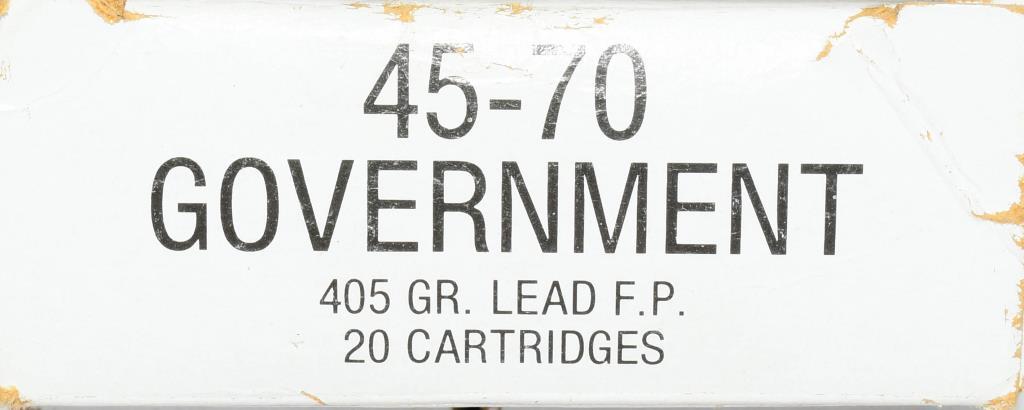 45-70
GOVERNMENT
405 GR. LEAD F.P.
20 CARTRIDGES